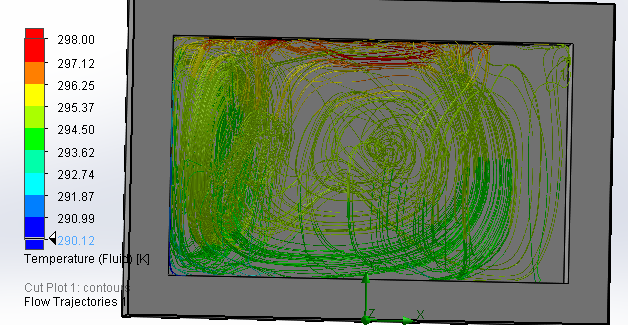 298.00
297.12
296.25
295.37
294.50
293.62
292.74
291.87
290.99
290.12
Temperature (Fluid) [K]
Cut Plot 1: contours
Flow Trajectories 1
Z
X